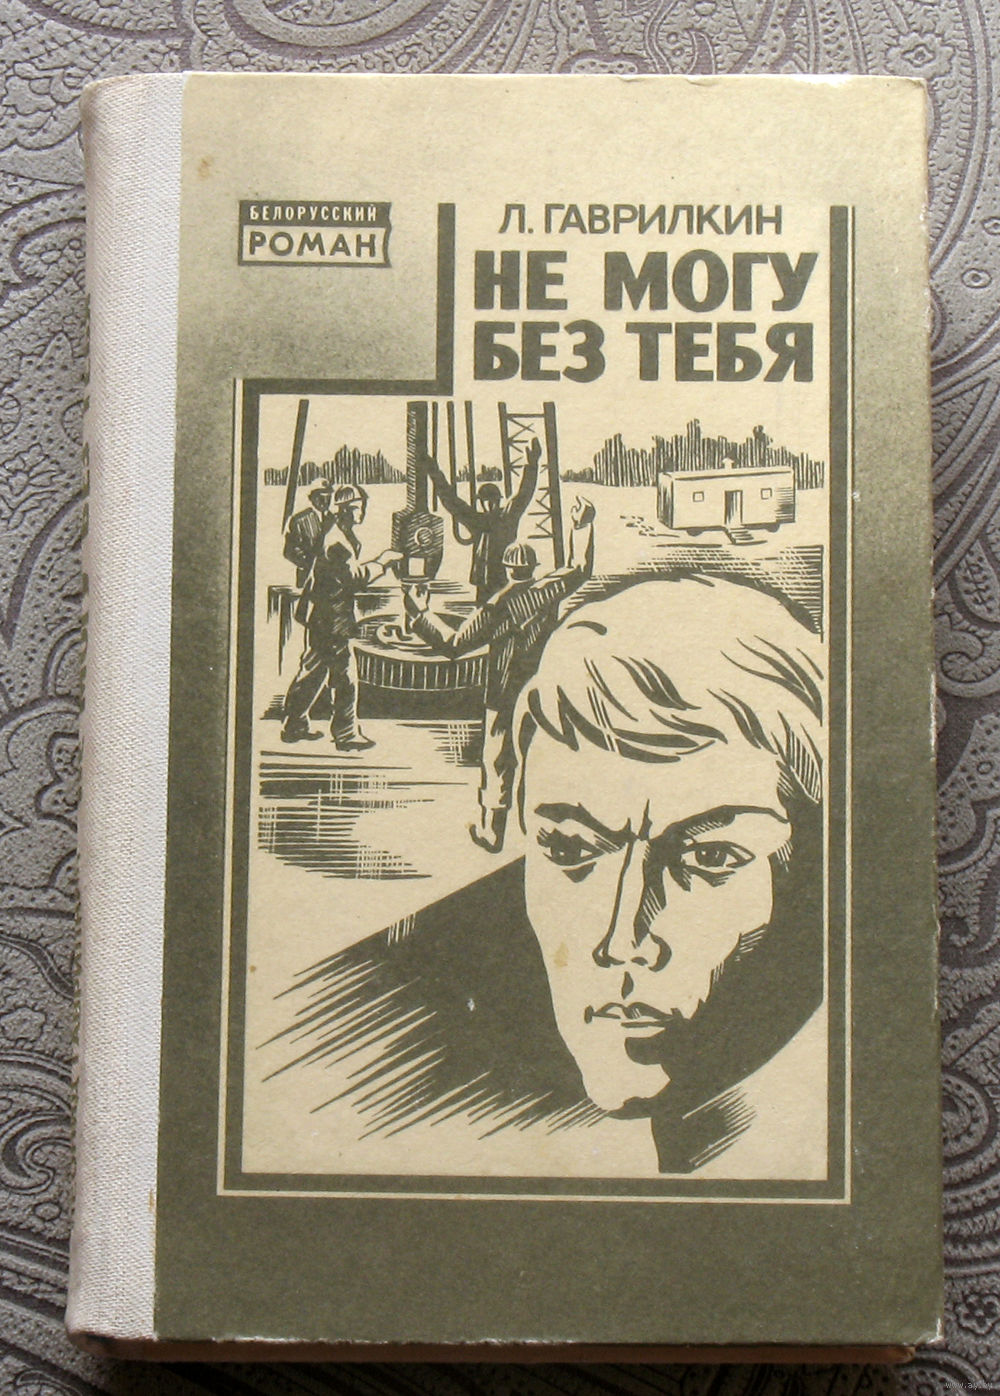 БЕЛОРУССКИЙ
РОМАН
Л. ГАВРИЛКИН
НЕ МОГУ
БЕЗ ТЕБЯ